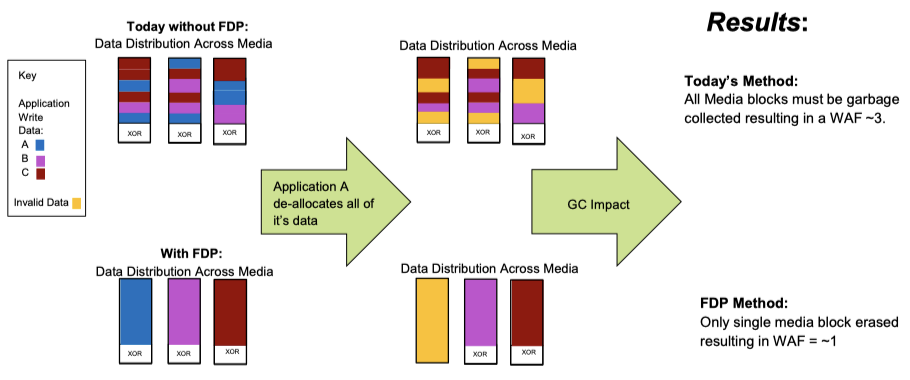 Results:
Today without FDP:
Data Distribution Across Media
Data Distribution Across Media
Key
Application
Write
Data:
A
B
C
Invalid Data
XOR
XOR
XOR
XOR
XOR
XOR
Today's Method:
All Media blocks must be garbage
collected resulting in a WAF ~3.
Application A
de-allocates all of
it's data
GC Impact
With FDP:
Data Distribution Across Media
Data Distribution Across Media
XOR
XOR
XOR
XOR
XOR
FDP Method:
Only single media block erased
resulting in WAF = ~1